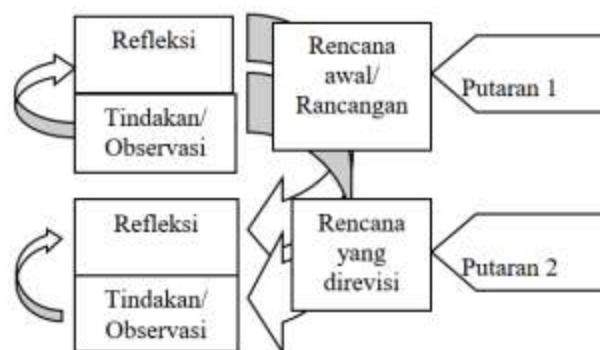 Refleksi
Tindakan/
Observasi
Rencana
awal/
Rancangan
Putaran 1
Refleksi
Tindakan/
Observasi
Rencana
yang
direvisi
Putaran 2